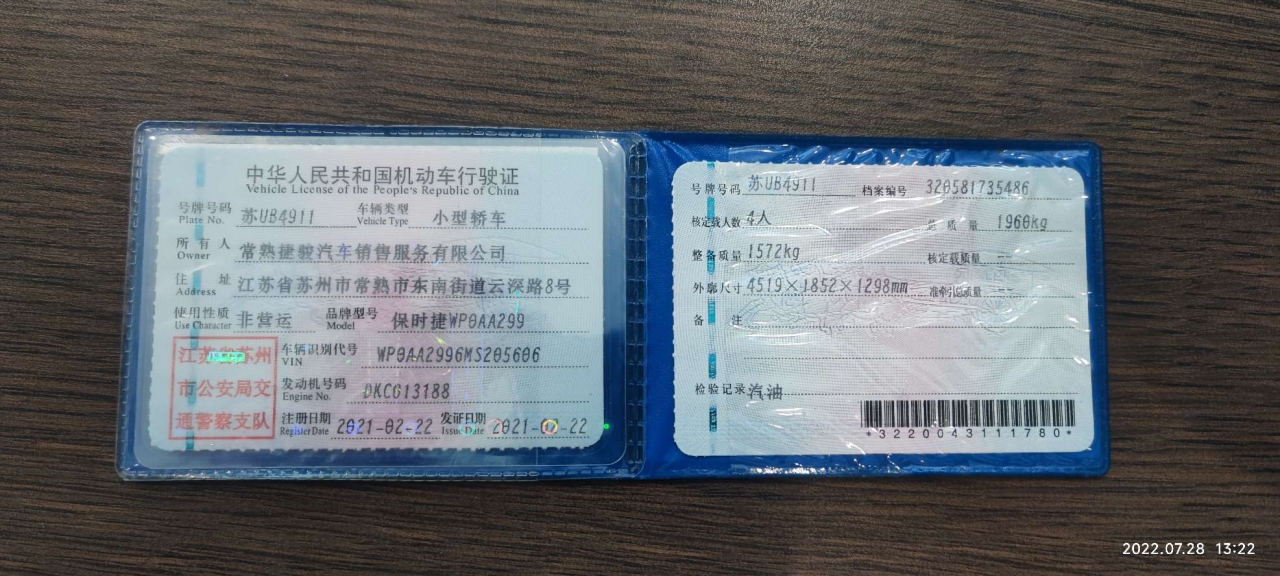 中华人民共和国机动车行驶证
Vehicle License of the People's Republic of China
号牌号码 苏UB4911 车辆类型 小型轿车
Plate No. Vehicle Type
所有人 常熟捷骏汽车销售服务有限公司
Owner
住址 江苏省苏州市常熟市东南街道云深路8号
Address
使用性质 非营运 品牌型号 保时捷WP0AA299
Use Character Model
江苏省苏州
市公安局交
通警察支队
车辆识别代号 WP0AA2996MS205606
VIN
发动机号码 DKC013188
Engine No.
注册日期 2021-02-22 发证日期 2021-02-22
Register Date Issue Date
号牌号码 苏UB4911 档案编号 320581735486
核定载人数 4人 总质量 1960kg
整备质量 1572kg 核定载质量 --
外廓尺寸 4519×1852×1298mm 准牵引总质量 --
备注
检验记录 汽油
*3220043111780*
2022.07.28 13:22